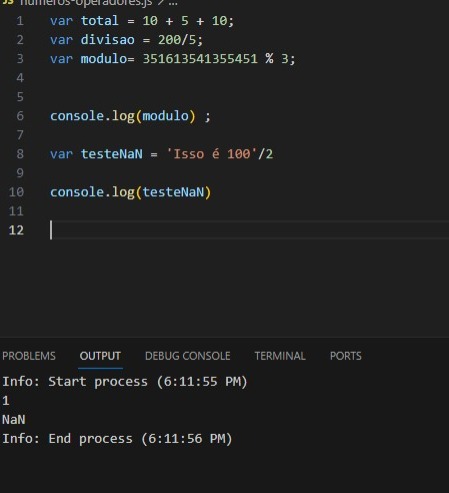 JS numeros-operadores.js > ...
1 var total = 10 + 5 + 10;
2 var divisao = 200/5;
3 var modulo= 351613541355451 % 3;
4
5
6 console.log(modulo) ;
7
8 var testeNaN = 'Isso é 100'/2
9
10 console.log(testeNaN)
11
12
PROBLEMS OUTPUT DEBUG CONSOLE TERMINAL PORTS
Info: Start process (6:11:55 PM)
1
NaN
Info: End process (6:11:56 PM)